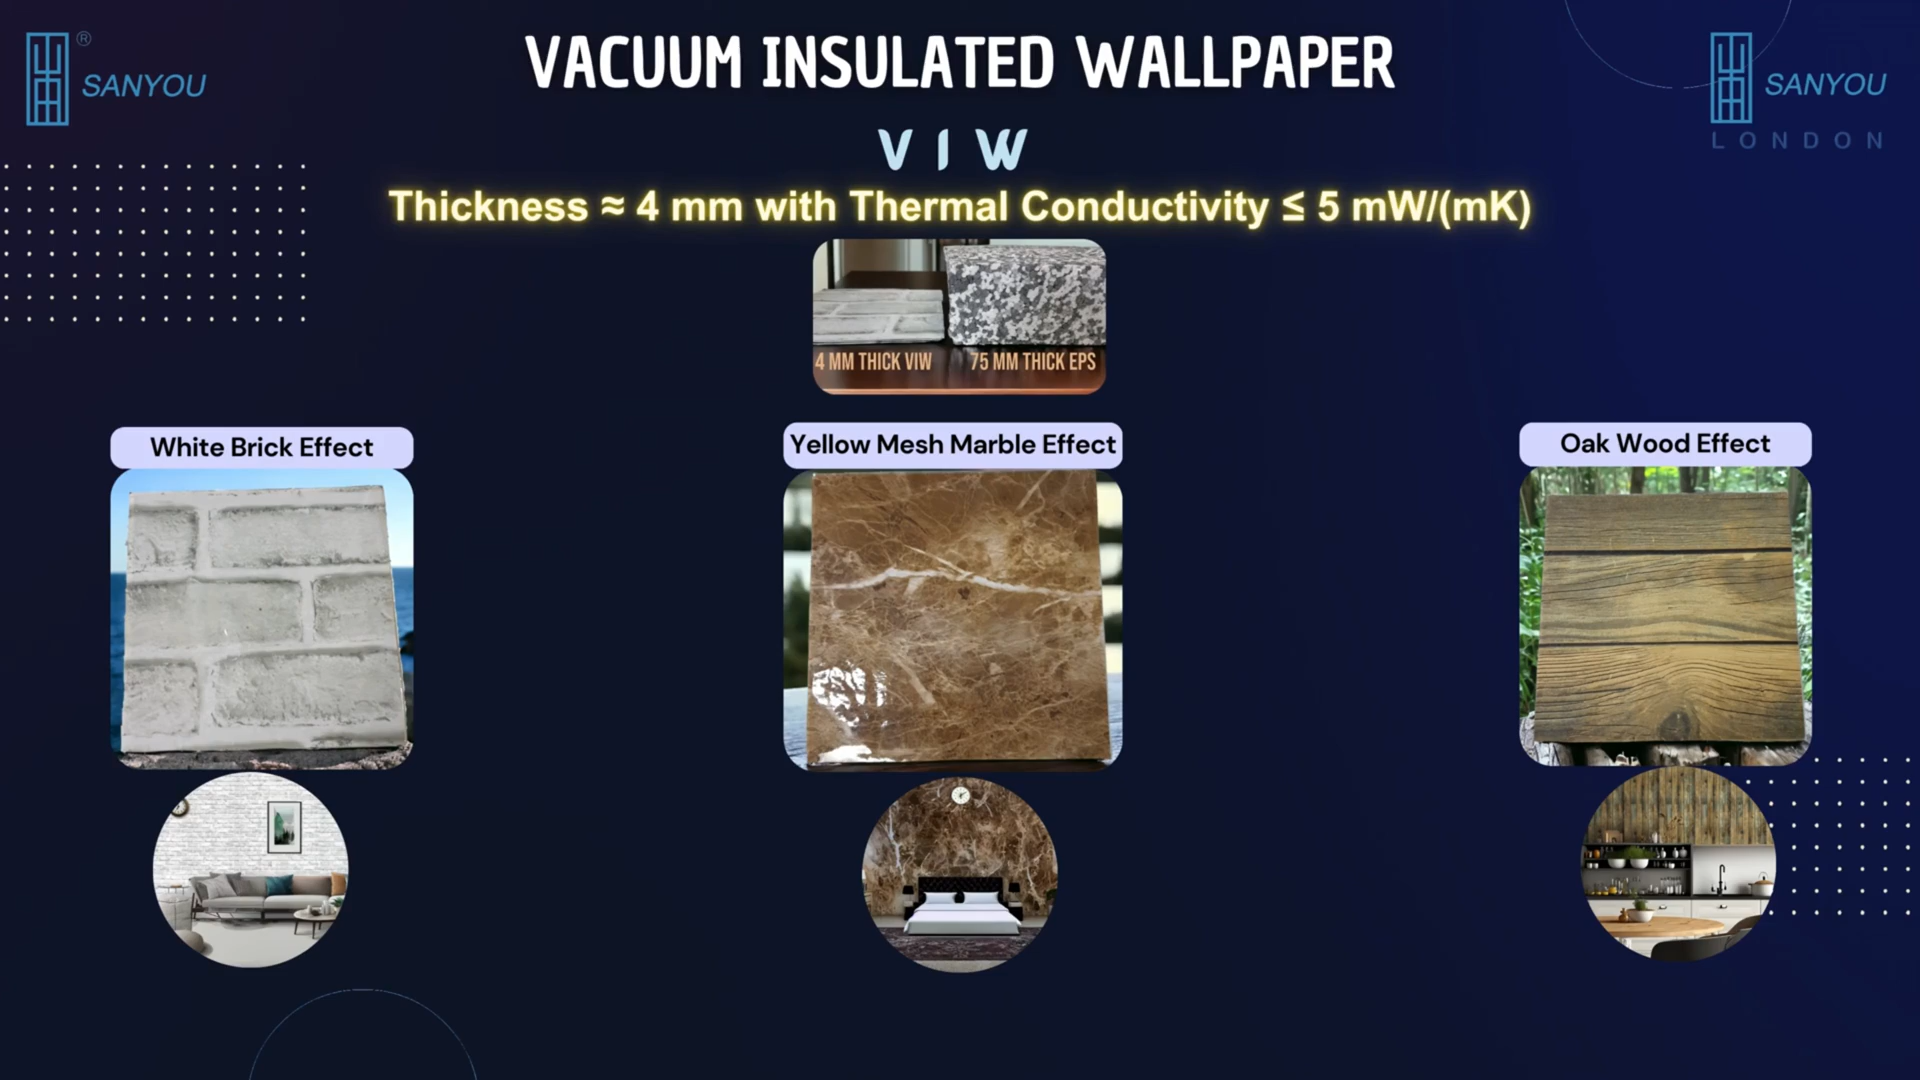 ®
SANYOU
VACUUM INSULATED WALLPAPER
SANYOU
LONDON
VIW
Thickness ≈ 4 mm with Thermal Conductivity ≤ 5 mW/(mK)
4 MM THICK VIW
75 MM THICK EPS
White Brick Effect
Yellow Mesh Marble Effect
Oak Wood Effect